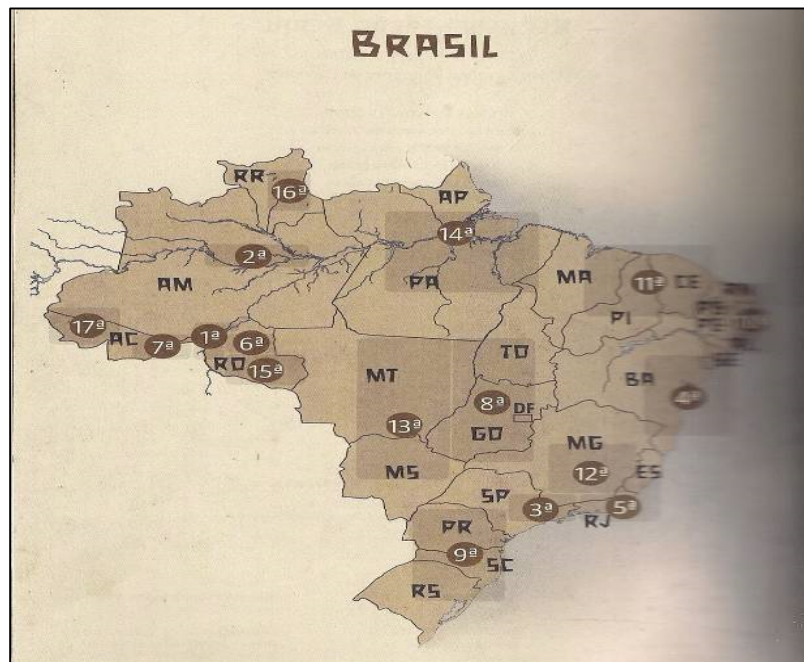 BRASIL
RR
16ª
AP
14ª
2ª
AM
PA
MA
11ª
CE
PI
17ª
AC
7ª
1ª
6ª
RO
15ª
MT
TO
BA
4ª
8ª
DF
GO
13ª
MG
MS
12ª
ES
SP
3ª
5ª
RJ
PR
9ª
SC
RS